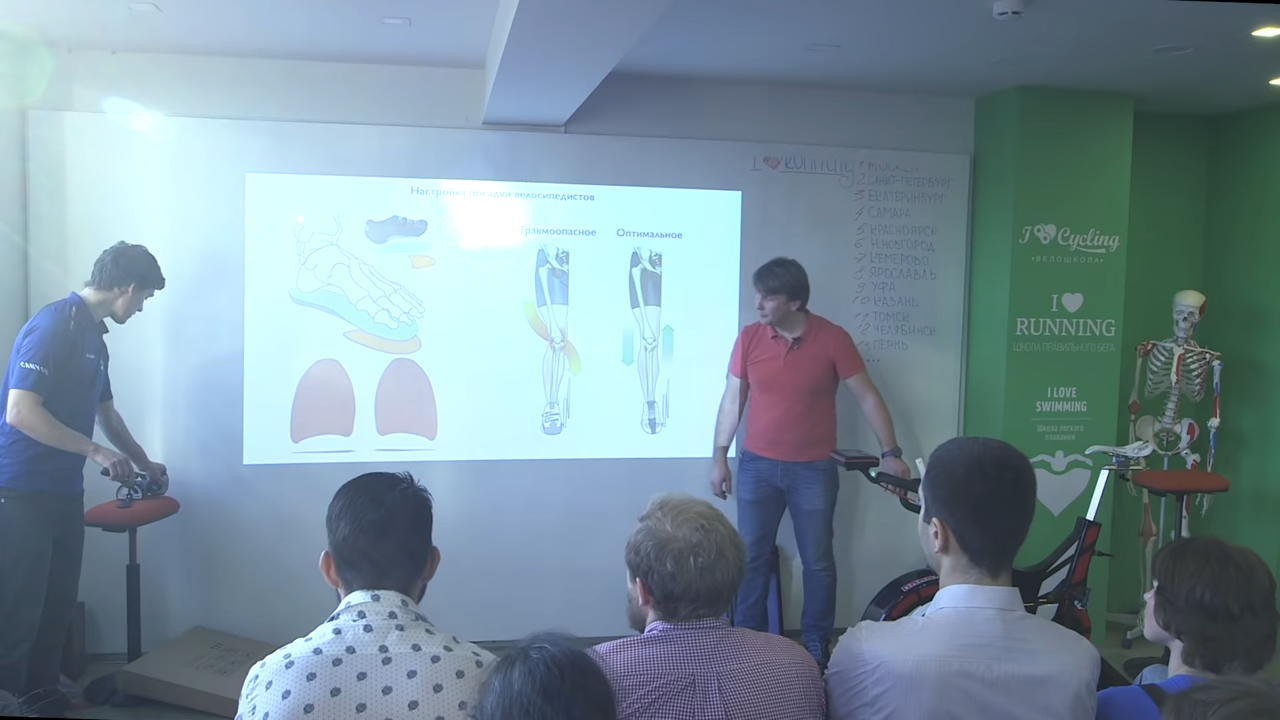 Настройка посадки велосипедистов
Травмоопасное
Оптимальное
I ❤ RUNNING
2 САНКТ-ПЕТЕРБУРГ
3 ЕКАТЕРИНБУРГ
4 САМАРА
5 КРАСНОЯРСК
6 Н.НОВГОРОД
7 КЕМЕРОВО
8 ЯРОСЛАВЛЬ
9 УФА
10 КАЗАНЬ
11 ТОМСК
12 ЧЕЛЯБИНСК
13 ПЕРМЬ
...
I Cycling
•ВЕЛОШКОЛА•
I ❤
RUNNING
ШКОЛА ПРАВИЛЬНОГО БЕГА
I LOVE
SWIMMING
Школа легкого
плавания